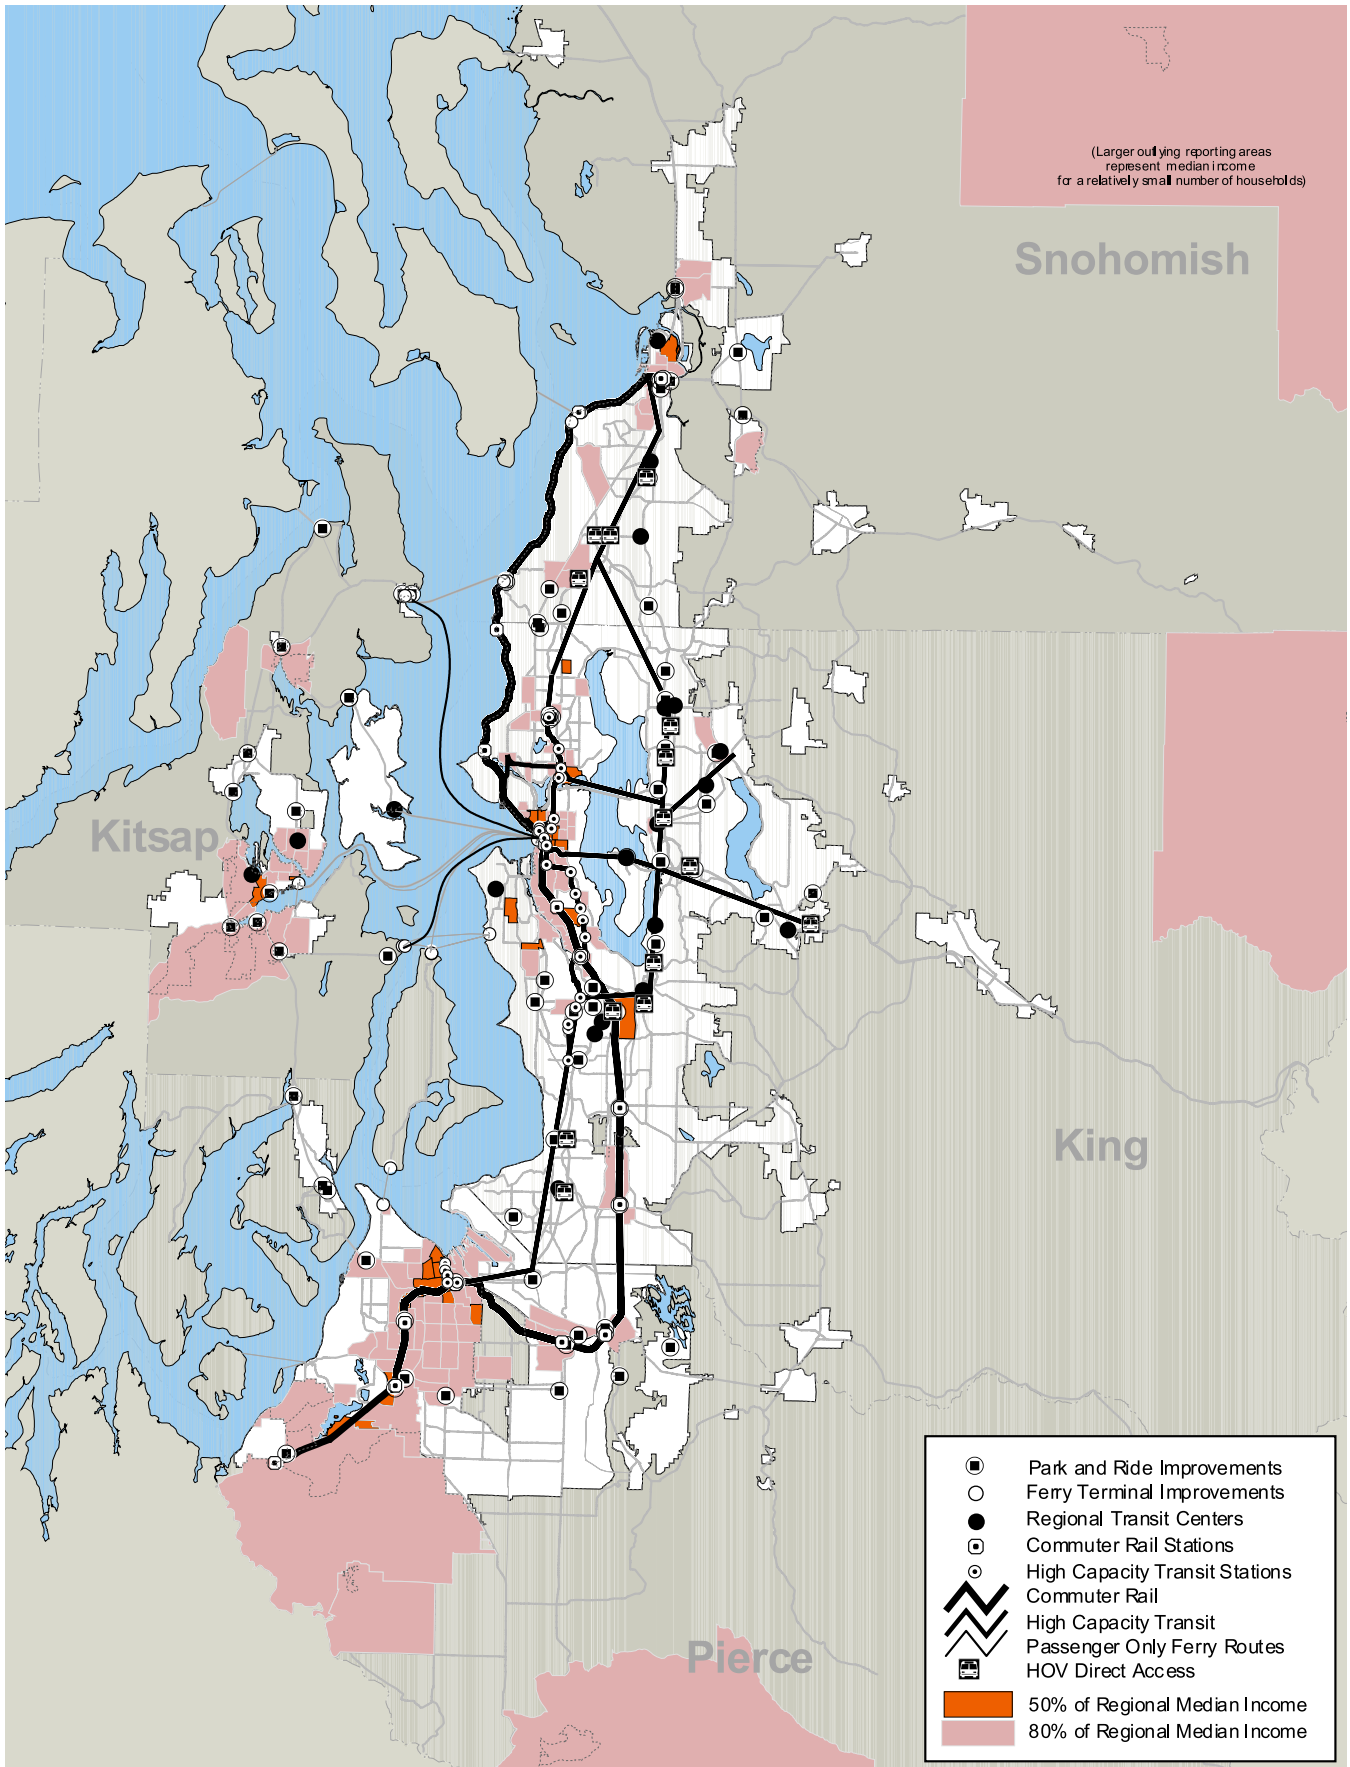 (Larger outlying reporting areas
represent median income
for a relatively small number of households)
Snohomish
Kitsap
King
Pierce
Park and Ride Improvements
Ferry Terminal Improvements
Regional Transit Centers
Commuter Rail Stations
High Capacity Transit Stations
Commuter Rail
High Capacity Transit
Passenger Only Ferry Routes
HOV Direct Access
50% of Regional Median Income
80% of Regional Median Income